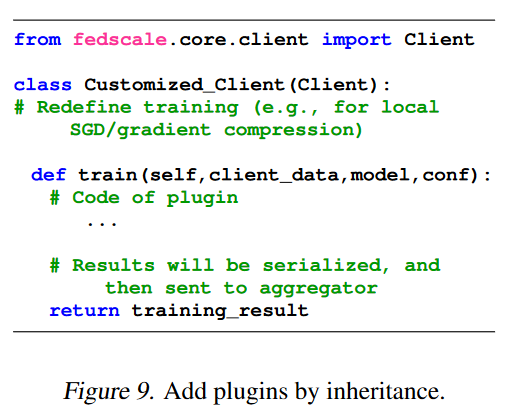 from fedscale.core.client import Client
class Customized_Client(Client):
# Redefine training (e.g., for local
SGD/gradient compression)
def train(self,client_data,model,conf):
# Code of plugin
...
# Results will be serialized, and
then sent to aggregator
return training_result
Figure 9. Add plugins by inheritance.